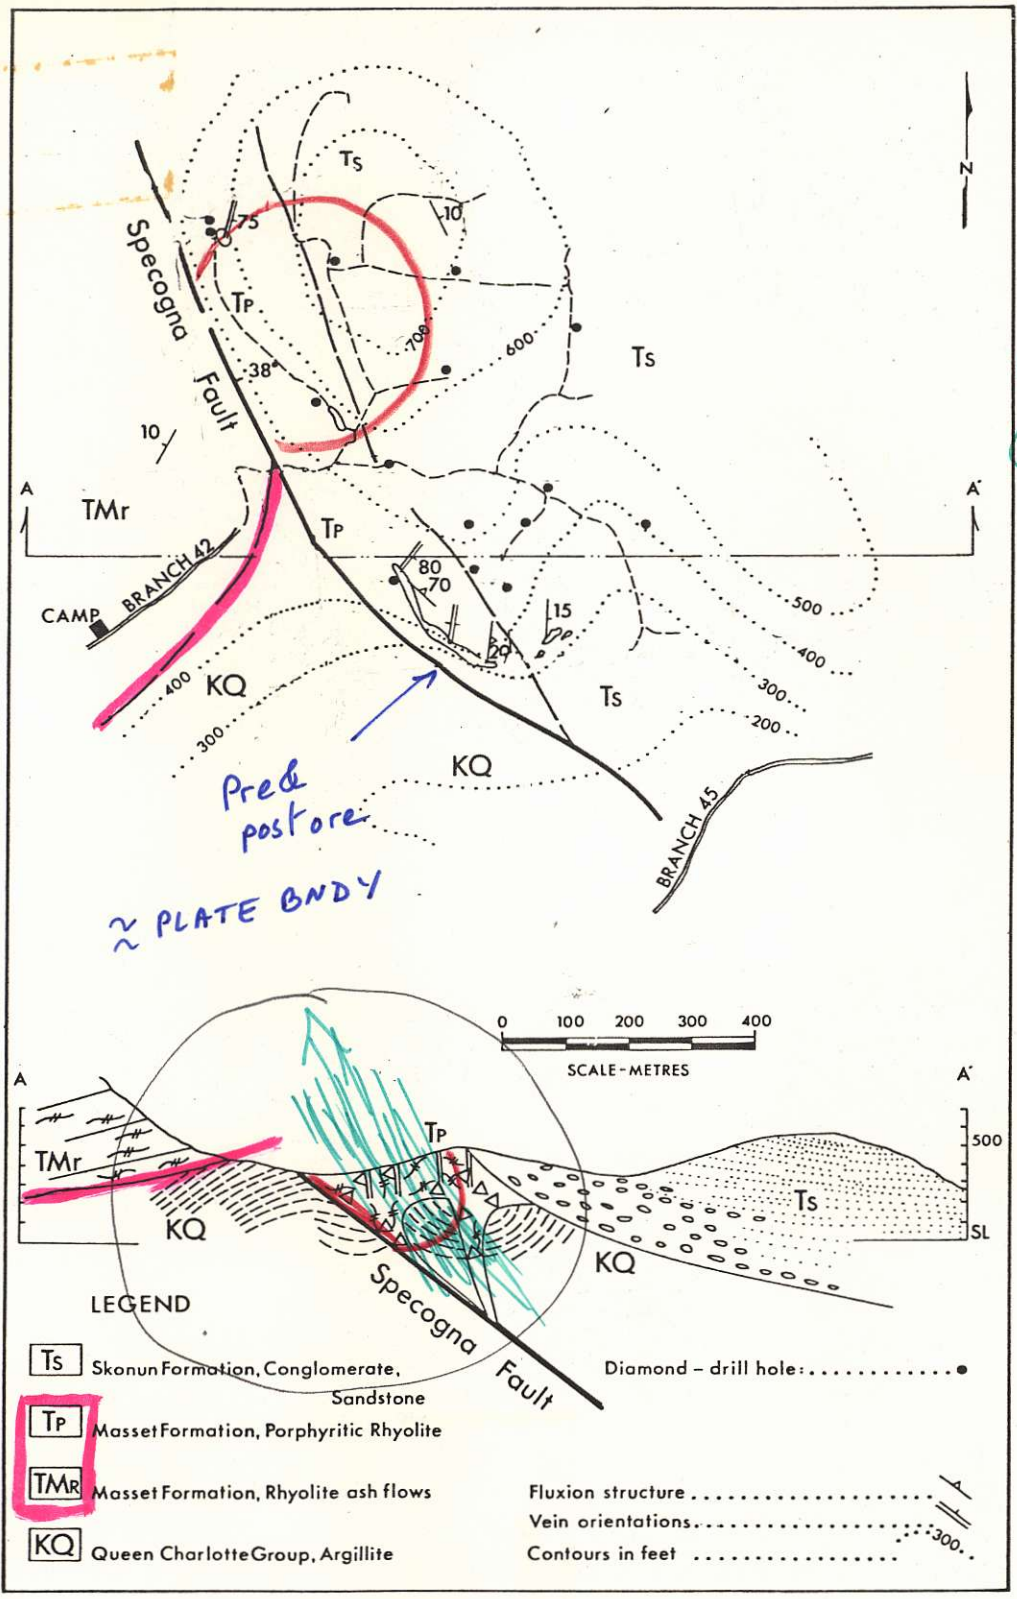 TS
N
75
10
Specogna
Fault
TP
700
600
TS
38°
10
A
A'
TMr
TP
BRANCH 42
80
70
CAMP
15
500
29
400
400
KQ
TS
300
300
200
KQ
Pre &
post ore
BRANCH 45
≈ PLATE BNDY
0 100 200 300 400
SCALE-METRES
A
A'
TP
500
TMr
TS
KQ
SL
KQ
Specogna
Fault
LEGEND
TS Skonun Formation, Conglomerate,
Sandstone
Diamond - drill hole:
TP Masset Formation, Porphyritic Rhyolite
TMR Masset Formation, Rhyolite ash flows
Fluxion structure
Vein orientations
KQ Queen Charlotte Group, Argillite
Contours in feet
300